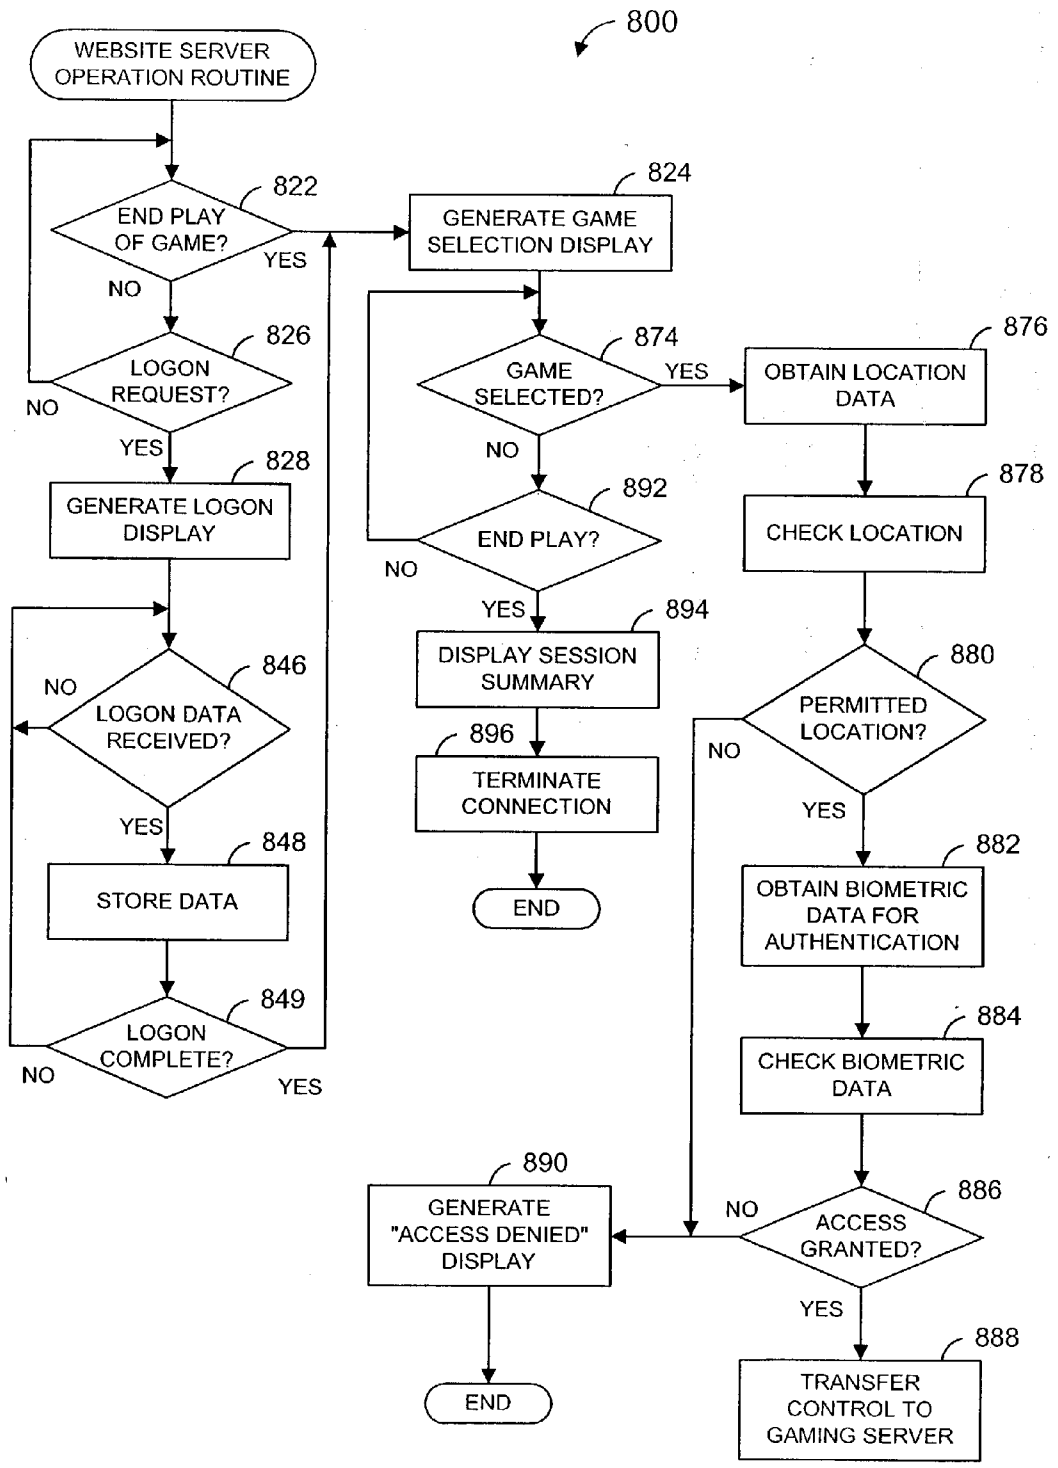 800
WEBSITE SERVER
OPERATION ROUTINE
822
END PLAY
OF GAME?
YES
NO
826
LOGON
REQUEST?
NO
YES
828
GENERATE LOGON
DISPLAY
846
NO
LOGON DATA
RECEIVED?
YES
848
STORE DATA
849
LOGON
COMPLETE?
NO
YES
824
GENERATE GAME
SELECTION DISPLAY
874
GAME
SELECTED?
YES
NO
892
END PLAY?
NO
YES
894
DISPLAY SESSION
SUMMARY
896
TERMINATE
CONNECTION
END
876
OBTAIN LOCATION
DATA
878
CHECK LOCATION
880
PERMITTED
LOCATION?
NO
YES
882
OBTAIN BIOMETRIC
DATA FOR
AUTHENTICATION
884
CHECK BIOMETRIC
DATA
886
NO
ACCESS
GRANTED?
YES
890
GENERATE
"ACCESS DENIED"
DISPLAY
END
888
TRANSFER
CONTROL TO
GAMING SERVER